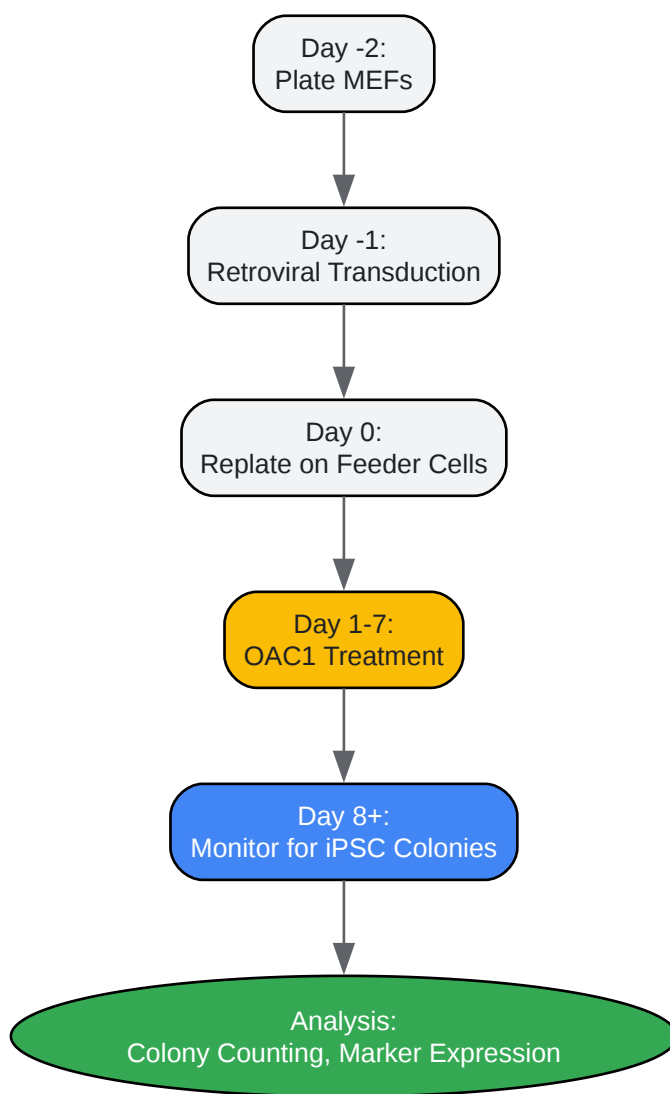 Day -2:
Plate MEFs
Day -1:
Retroviral Transduction
Day 0:
Replate on Feeder Cells
Day 1-7:
OAC1 Treatment
Day 8+:
Monitor for iPSC Colonies
Analysis:
Colony Counting, Marker Expression